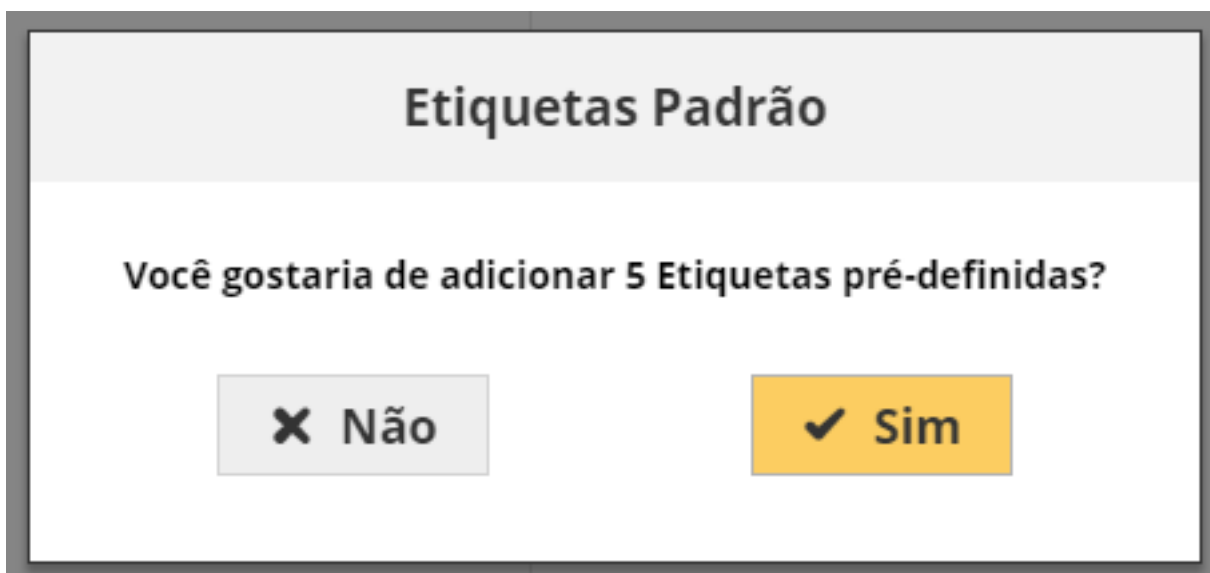 Etiquetas Padrão
Você gostaria de adicionar 5 Etiquetas pré-definidas?
Não
Sim